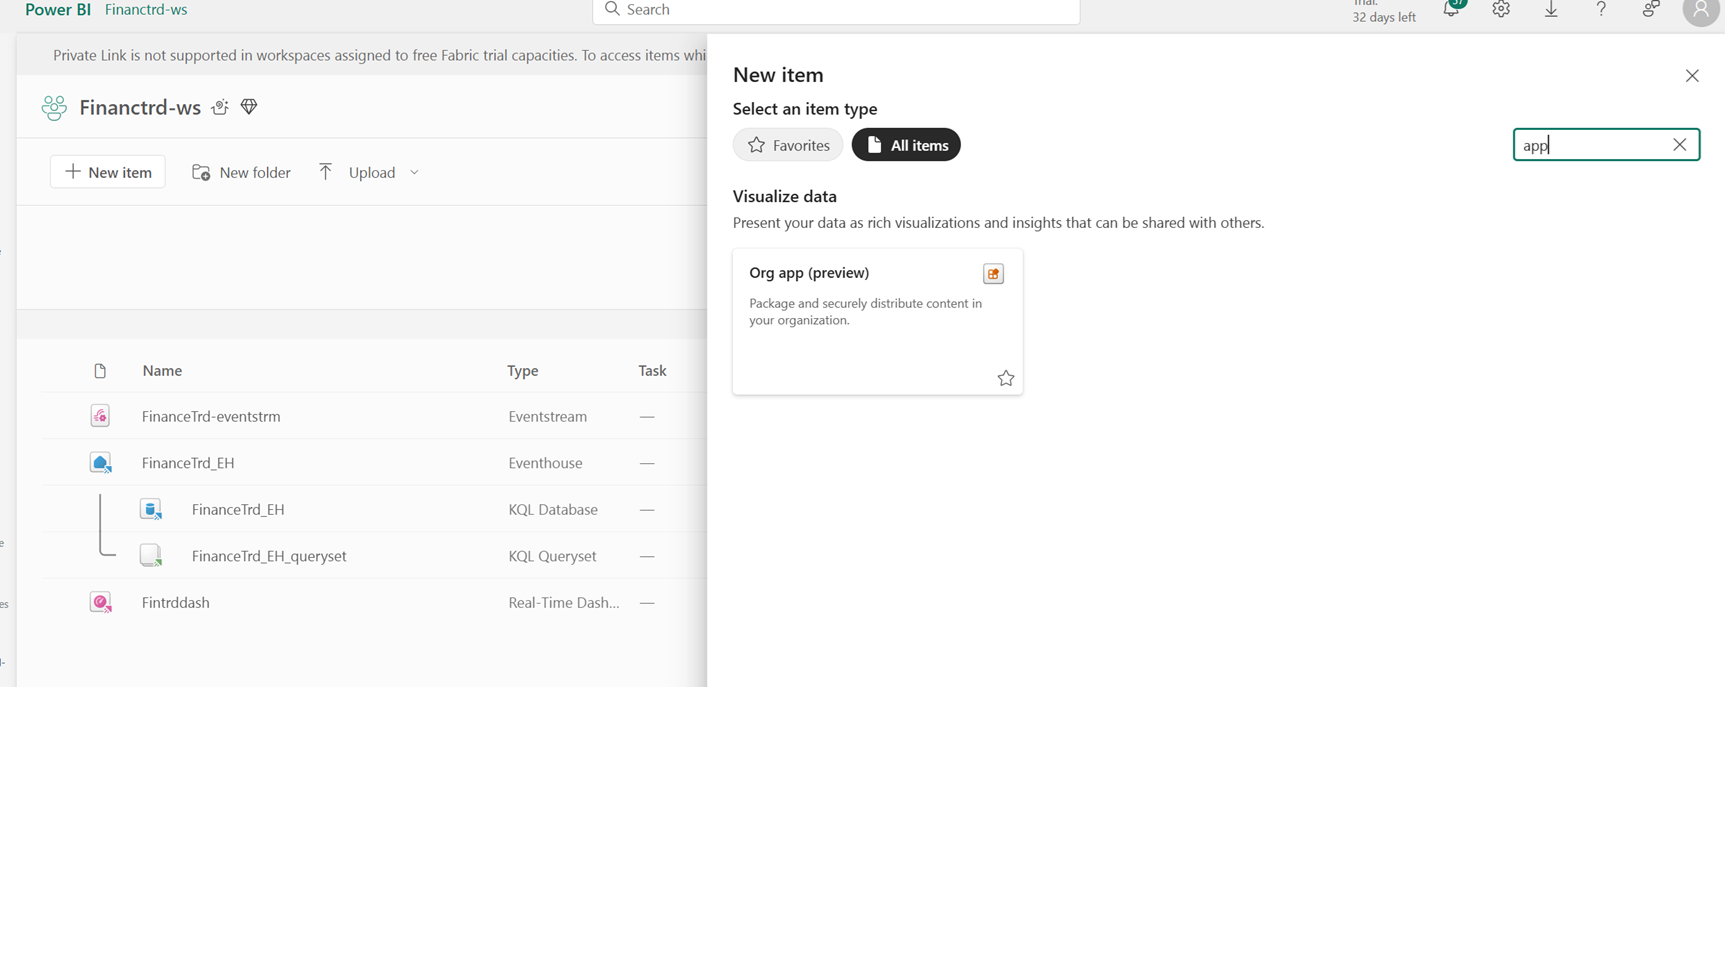 Power BI Financtrd-ws
Search
32 days left
57
Private Link is not supported in workspaces assigned to free Fabric trial capacities. To access items whi
Financtrd-ws
New item
New folder
Upload
Name Type Task
FinanceTrd-eventstrm Eventstream —
FinanceTrd_EH Eventhouse —
FinanceTrd_EH KQL Database —
FinanceTrd_EH_queryset KQL Queryset —
Fintrddash Real-Time Dash... —
New item
Select an item type
Favorites
All items
app
Visualize data
Present your data as rich visualizations and insights that can be shared with others.
Org app (preview)
Package and securely distribute content in
your organization.